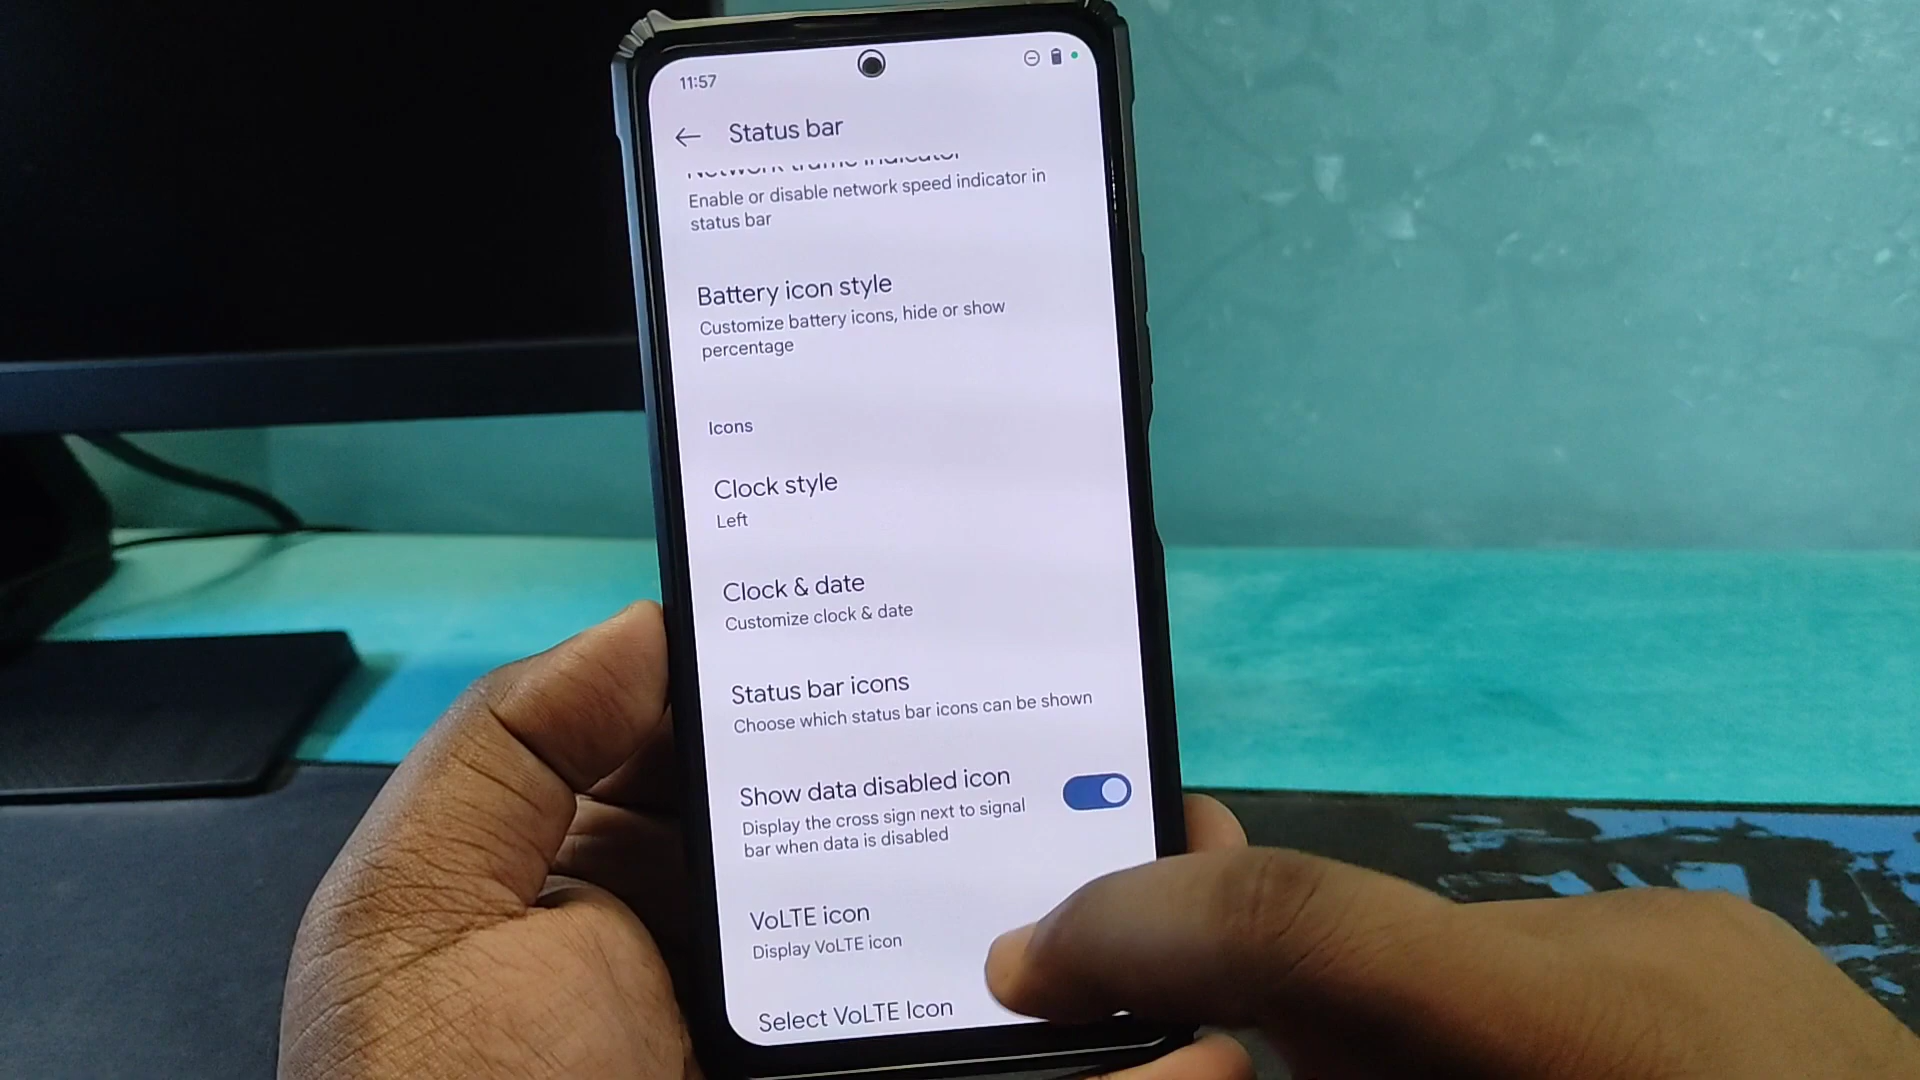 11:57
Status bar
Network traffic indicator
Enable or disable network speed indicator in
status bar
Battery icon style
Customize battery icons, hide or show
percentage
Icons
Clock style
Left
Clock & date
Customize clock & date
Status bar icons
Choose which status bar icons can be shown
Show data disabled icon
Display the cross sign next to signal
bar when data is disabled
VoLTE icon
Display VoLTE icon
Select VoLTE Icon